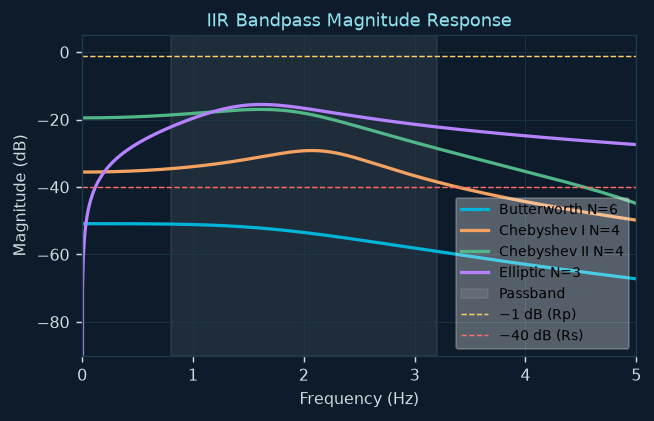 IIR Bandpass Magnitude Response
Magnitude (dB)
0
−20
−40
−60
−80
Butterworth N=6
Chebyshev I N=4
Chebyshev II N=4
Elliptic N=3
Passband
−1 dB (Rp)
−40 dB (Rs)
0 1 2 3 4 5
Frequency (Hz)